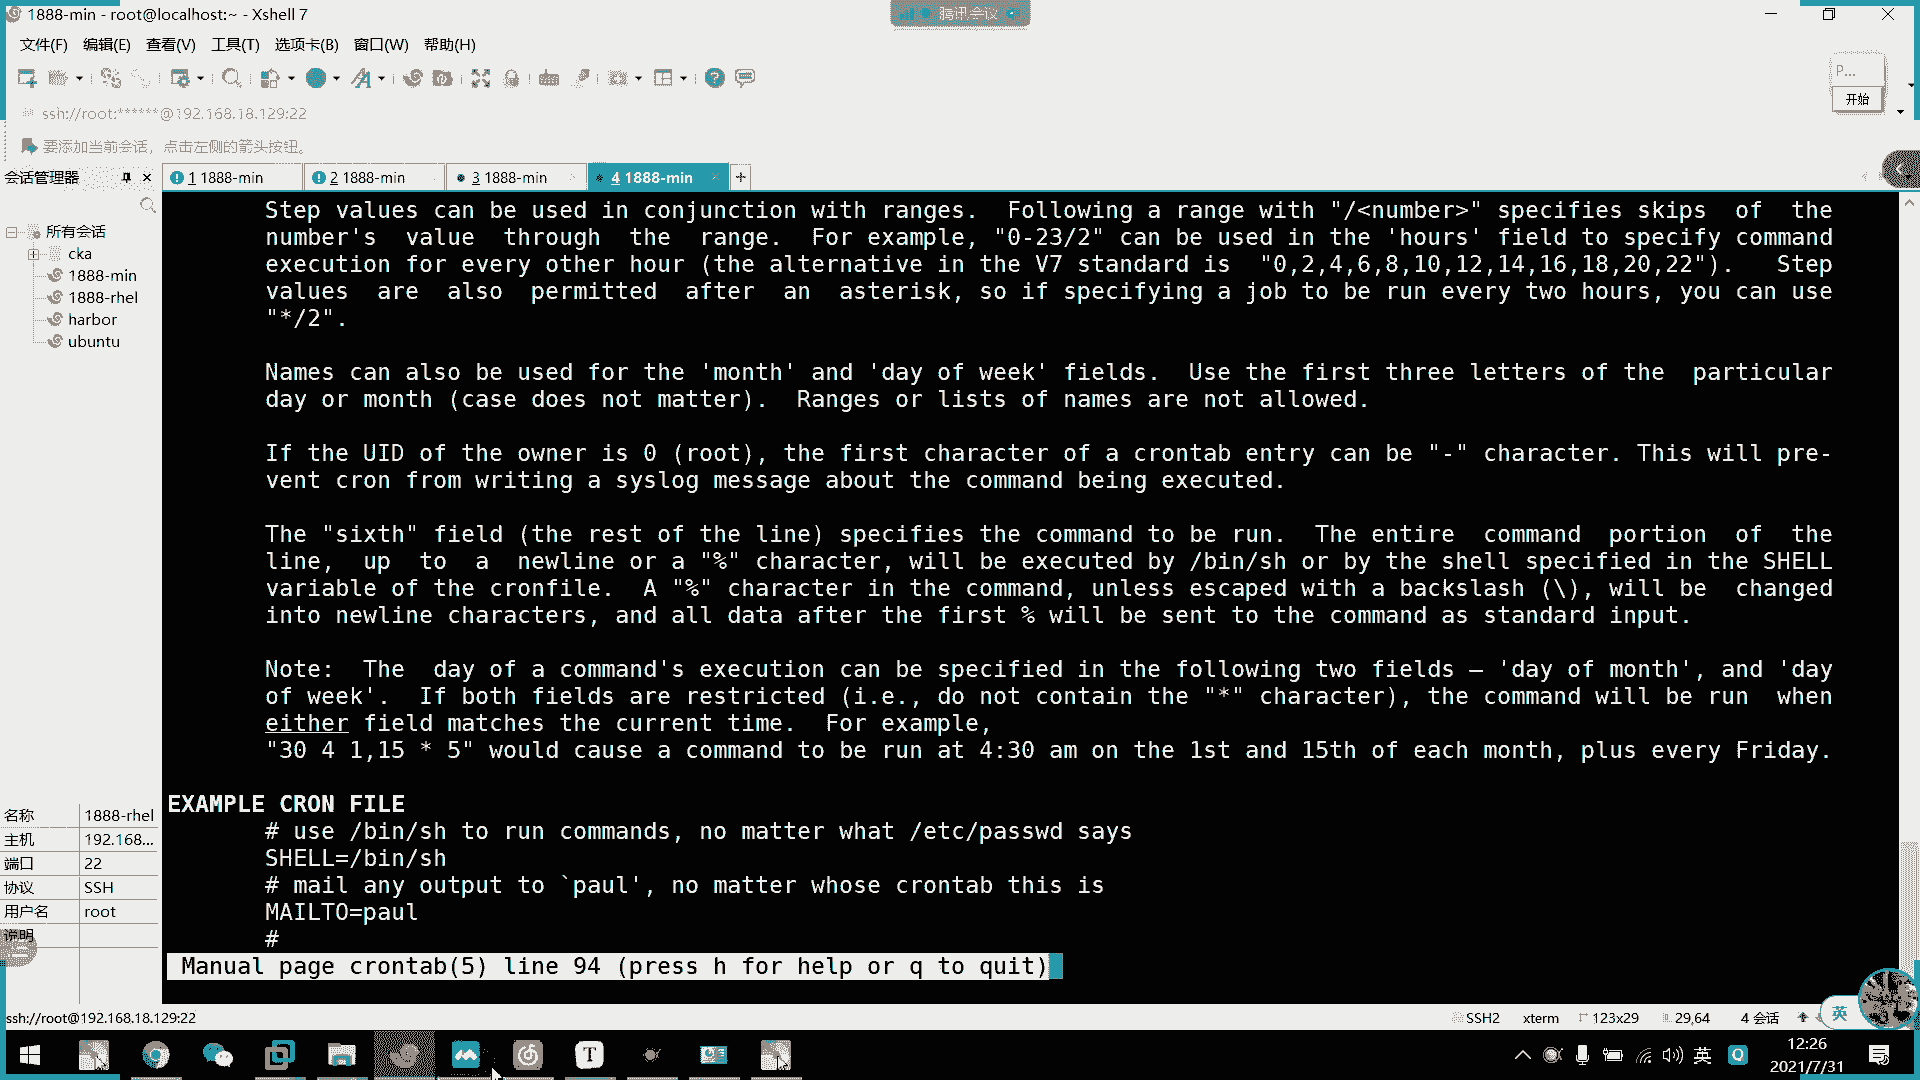 1888-min - root@localhost:~ - Xshell 7
腾讯会议
文件(F) 编辑(E) 查看(V) 工具(T) 选项卡(B) 窗口(W) 帮助(H)
P...
开始
ssh://root:******@192.168.18.129:22
要添加当前会话，点击左侧的箭头按钮。
会话管理器
1 1888-min
2 1888-min
3 1888-min
4 1888-min
所有会话
cka
1888-min
1888-rhel
harbor
ubuntu
Step values can be used in conjunction with ranges.  Following a range with "/<number>" specifies skips  of  the
number's  value  through  the  range.  For example, "0-23/2" can be used in the 'hours' field to specify command
execution for every other hour (the alternative in the V7 standard is  "0,2,4,6,8,10,12,14,16,18,20,22").   Step
values  are  also  permitted  after  an  asterisk, so if specifying a job to be run every two hours, you can use
"*/2".
Names can also be used for the 'month' and 'day of week' fields.  Use the first three letters of the  particular
day or month (case does not matter).  Ranges or lists of names are not allowed.
If the UID of the owner is 0 (root), the first character of a crontab entry can be "-" character. This will pre-
vent cron from writing a syslog message about the command being executed.
The "sixth" field (the rest of the line) specifies the command to be run.  The entire  command  portion  of  the
line,  up  to  a  newline or a "%" character, will be executed by /bin/sh or by the shell specified in the SHELL
variable of the cronfile.  A "%" character in the command, unless escaped with a backslash (\), will be  changed
into newline characters, and all data after the first % will be sent to the command as standard input.
Note:  The  day of a command's execution can be specified in the following two fields — 'day of month', and 'day
of week'.  If both fields are restricted (i.e., do not contain the "*" character), the command will be run  when
either field matches the current time.  For example,
"30 4 1,15 * 5" would cause a command to be run at 4:30 am on the 1st and 15th of each month, plus every Friday.
EXAMPLE CRON FILE
# use /bin/sh to run commands, no matter what /etc/passwd says
SHELL=/bin/sh
# mail any output to `paul', no matter whose crontab this is
MAILTO=paul
#
Manual page crontab(5) line 94 (press h for help or q to quit)
名称 1888-rhel
主机 192.168...
端口 22
协议 SSH
用户名 root
说明
ssh://root@192.168.18.129:22
SSH2 xterm 123x29 29,64 4 会话
英
英
12:26
2021/7/31